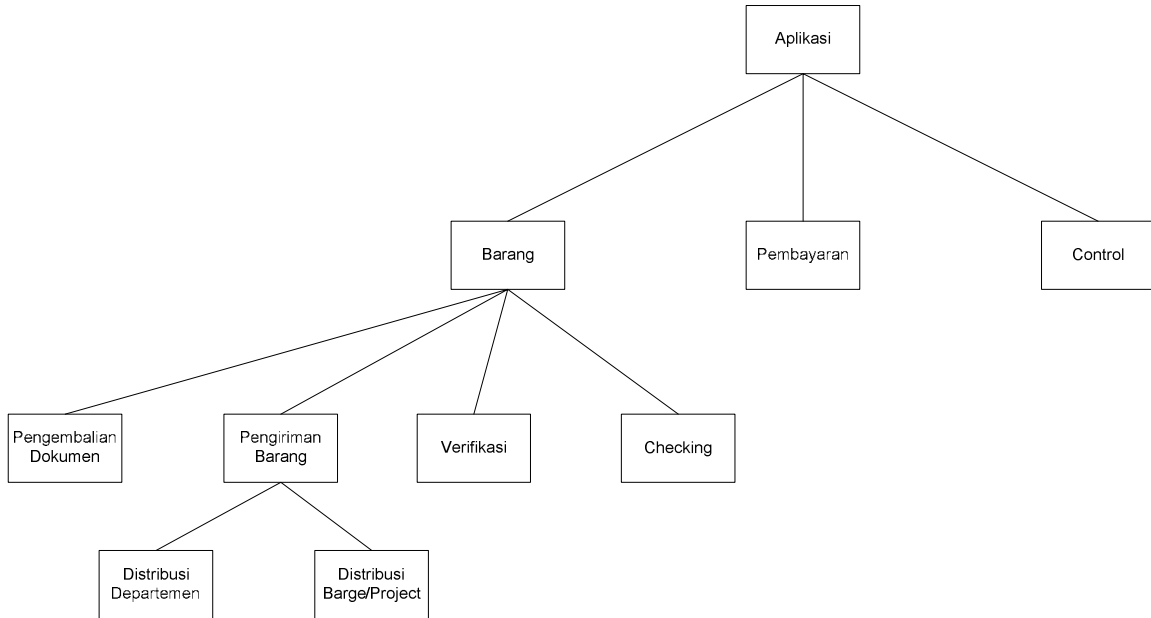 Aplikasi
Barang
Pembayaran
Control
Pengembalian
Dokumen
Pengiriman
Barang
Verifikasi
Checking
Distribusi
Departemen
Distribusi
Barge/Project